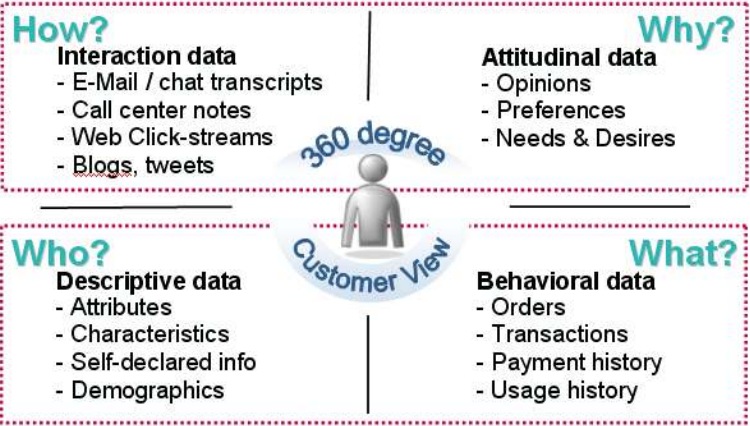 How?
Interaction data
- E-Mail / chat transcripts
- Call center notes
- Web Click-streams
- Blogs, tweets
Why?
Attitudinal data
- Opinions
- Preferences
- Needs & Desires
360 degree
Customer View
Who?
Descriptive data
- Attributes
- Characteristics
- Self-declared info
- Demographics
What?
Behavioral data
- Orders
- Transactions
- Payment history
- Usage history